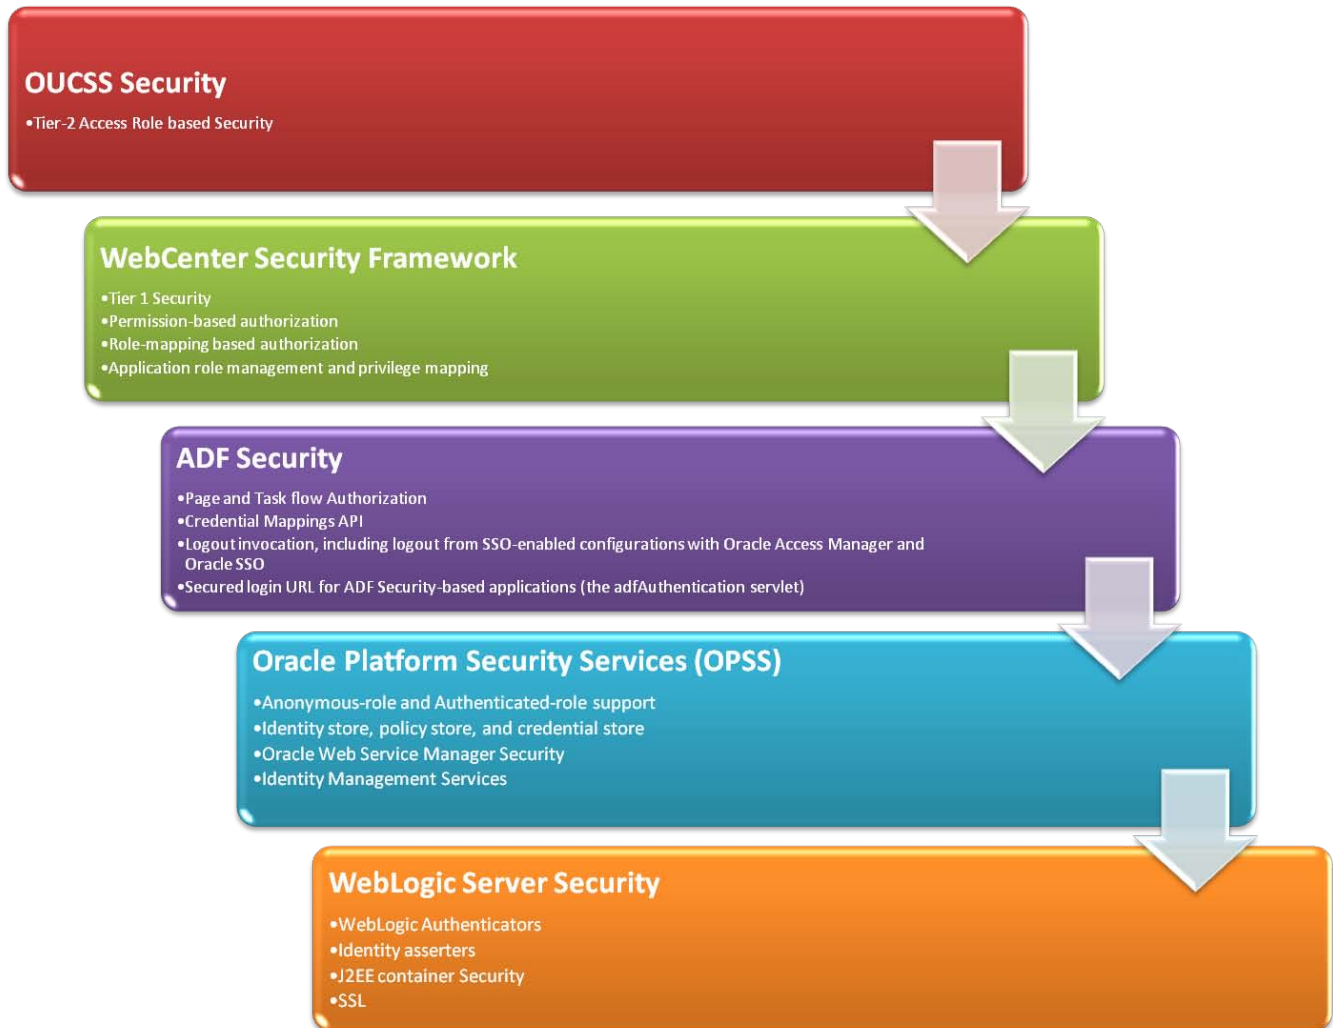 OUCSS Security
•Tier-2 Access Role based Security
WebCenter Security Framework
•Tier 1 Security
•Permission-based authorization
•Role-mapping based authorization
•Application role management and privilege mapping
ADF Security
•Page and Task flow Authorization
•Credential Mappings API
•Logout invocation, including logout from SSO-enabled configurations with Oracle Access Manager and
Oracle SSO
•Secured login URL for ADF Security-based applications (the adfAuthentication servlet)
Oracle Platform Security Services (OPSS)
•Anonymous-role and Authenticated-role support
•Identity store, policy store, and credential store
•Oracle Web Service Manager Security
•Identity Management Services
WebLogic Server Security
•WebLogic Authenticators
•Identity asserters
•J2EE container Security
•SSL